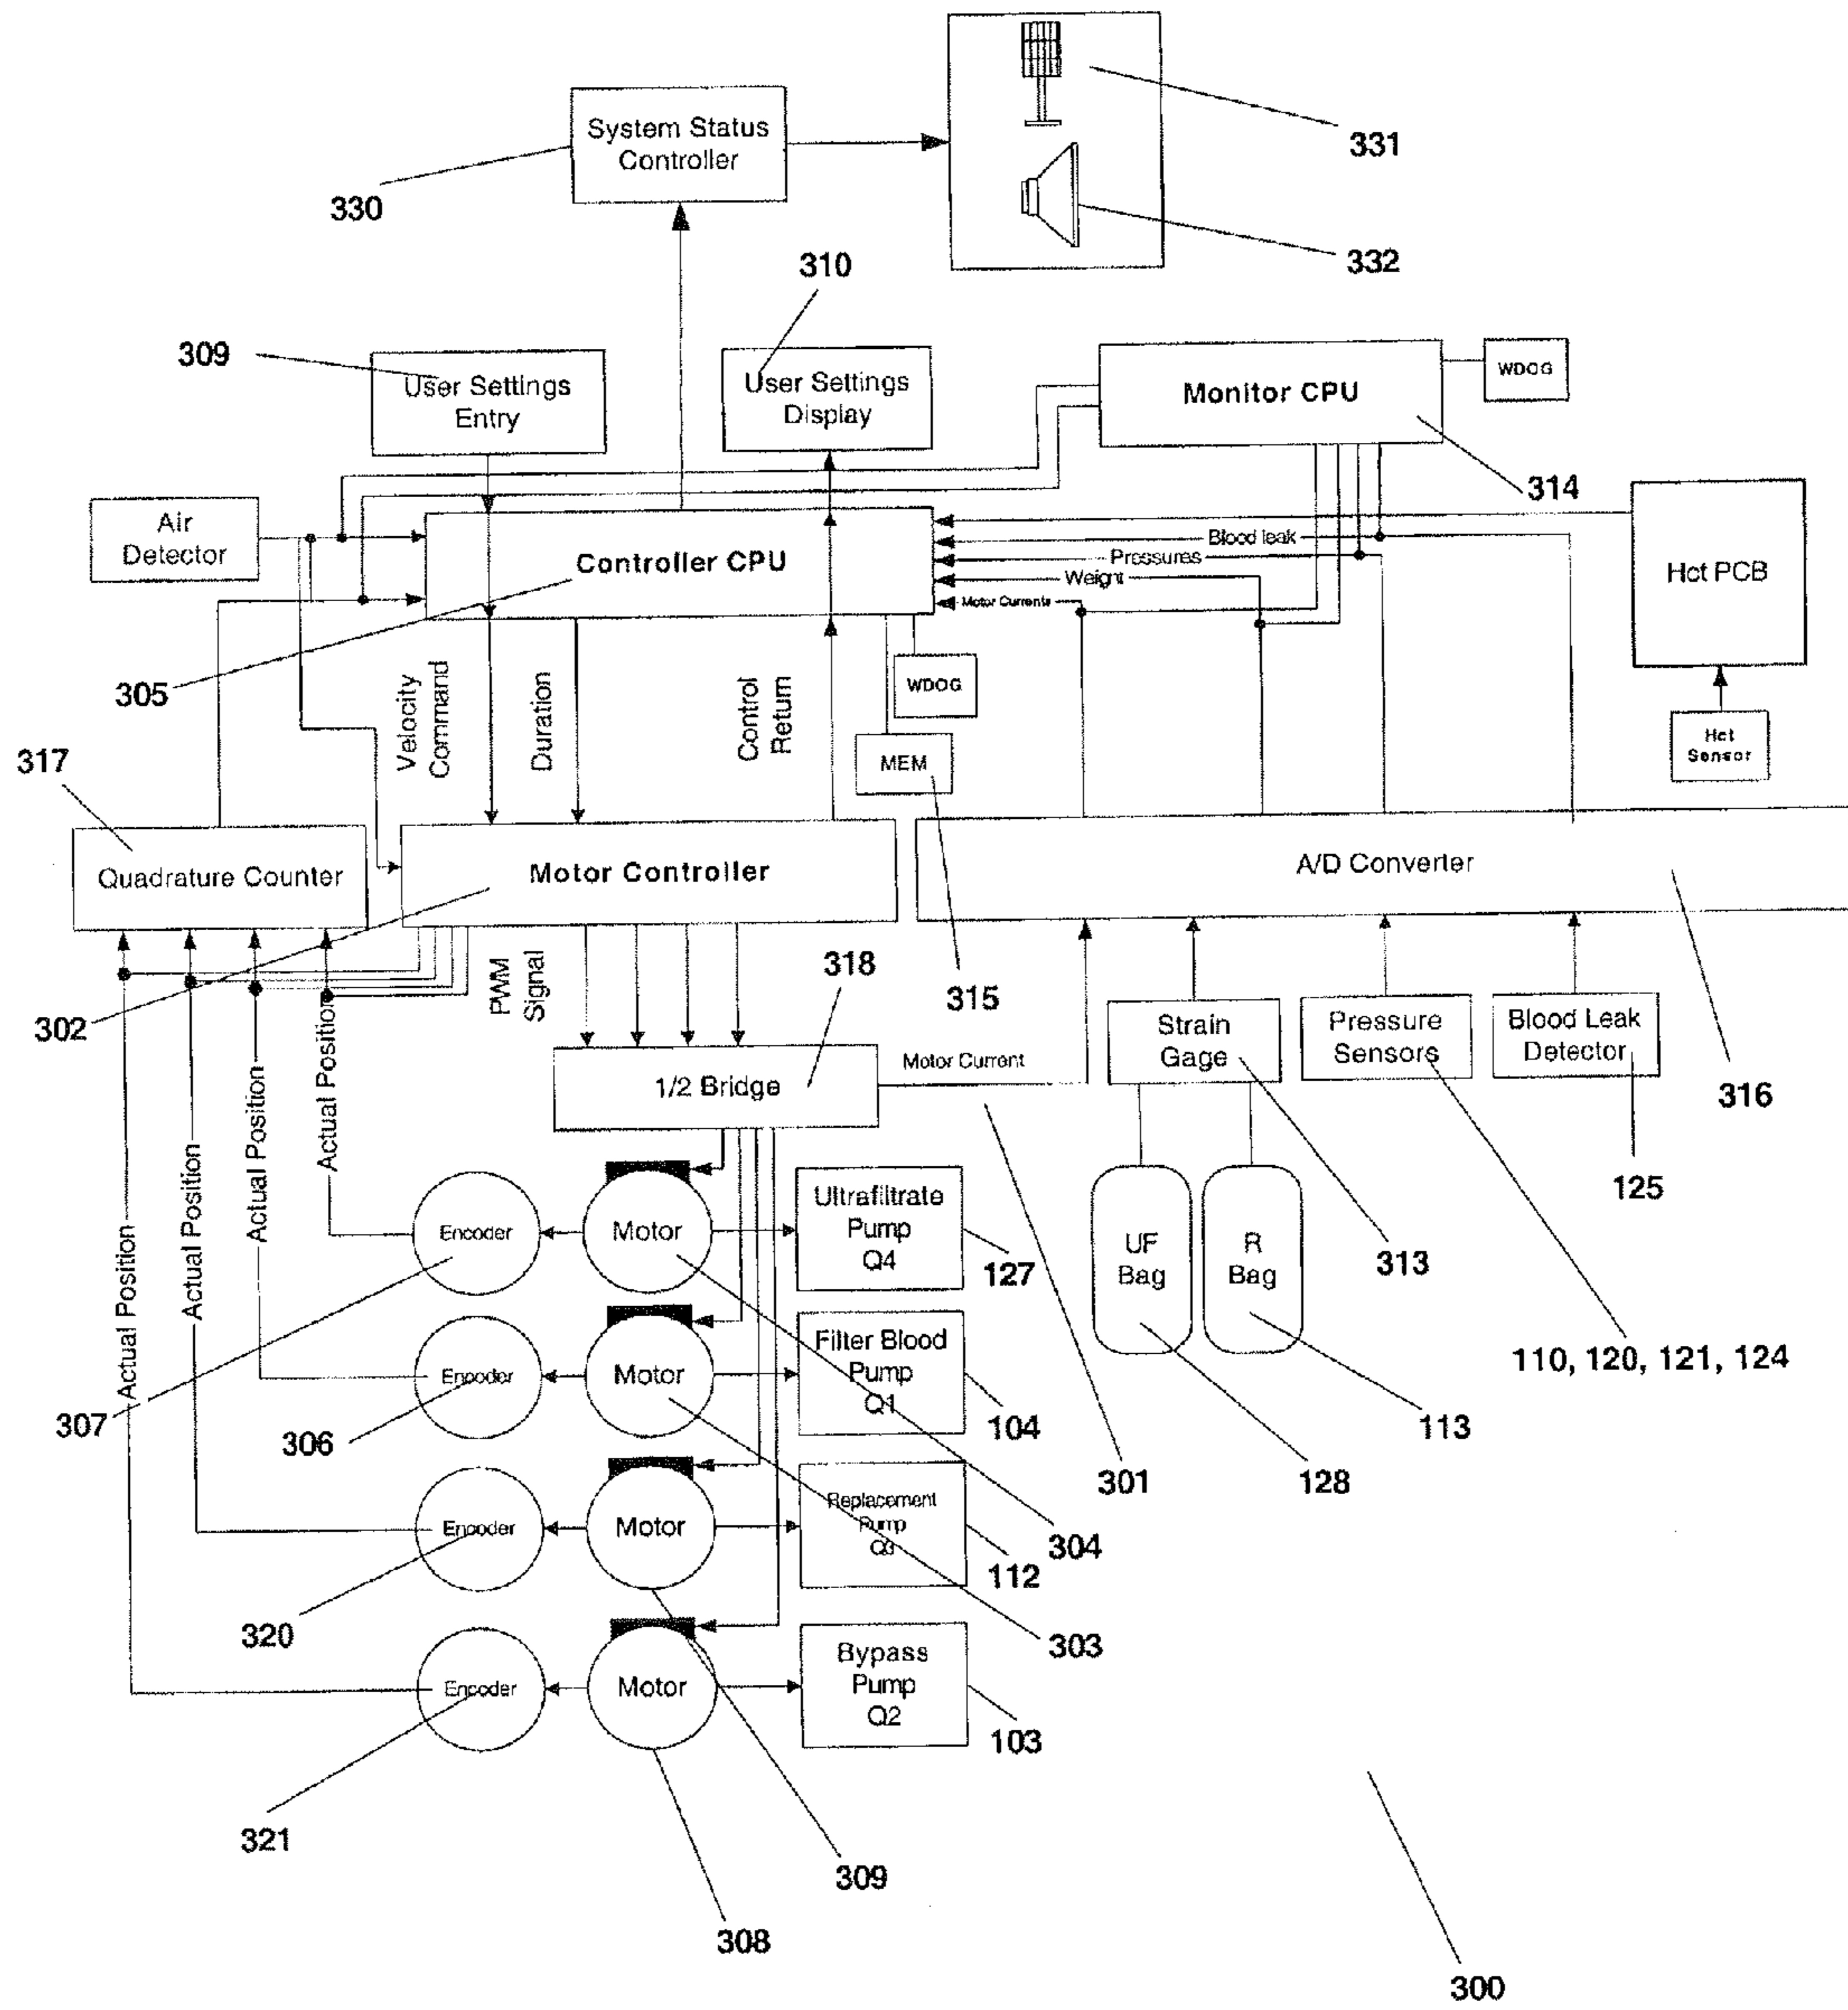 331
System Status
Controller
330
332
310
309
User Settings
Entry
User Settings
Display
Monitor CPU
WDOG
314
Air
Detector
Controller CPU
Blood leak
Pressures
Weight
Motor Currents
Hct PCB
305
Velocity
Command
Duration
Control
Return
WDOG
MEM
Hct
Sensor
317
Quadrature Counter
Motor Controller
A/D Converter
302
PWM
Signal
318
315
Strain
Gage
Pressure
Sensors
Blood Leak
Detector
316
1/2 Bridge
Motor Current
125
Actual Position
Actual Position
Actual Position
Actual Position
Encoder
Motor
Ultrafiltrate
Pump
Q4
127
UF
Bag
R
Bag
313
110, 120, 121, 124
307
Encoder
Motor
Filter Blood
Pump
Q1
104
306
113
128
301
Encoder
Motor
Replacement
Pump
304
112
320
303
Encoder
Motor
Bypass
Pump
Q2
103
321
309
308
300